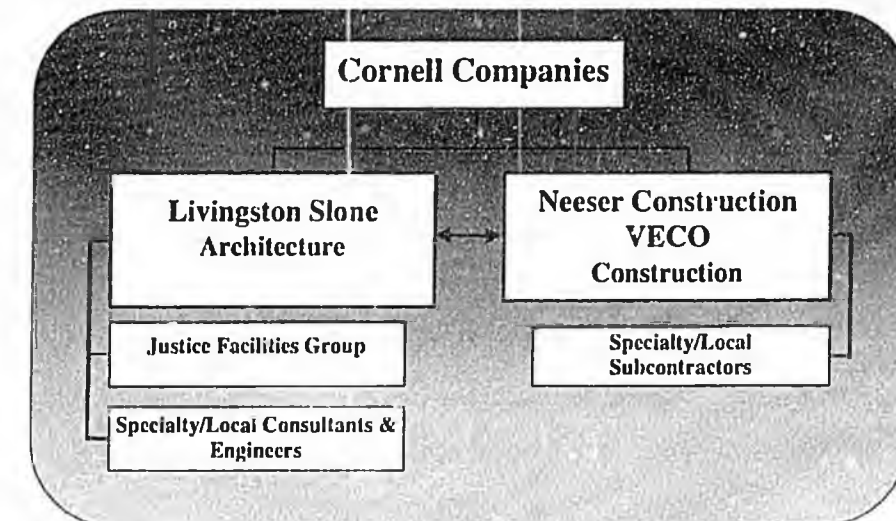 Cornell Companies
Livingston Slone
Architecture
Neeser Construction
VECO
Construction
Justice Facilities Group
Specialty/Local
Subcontractors
Specialty/Local Consultants &
Engineers